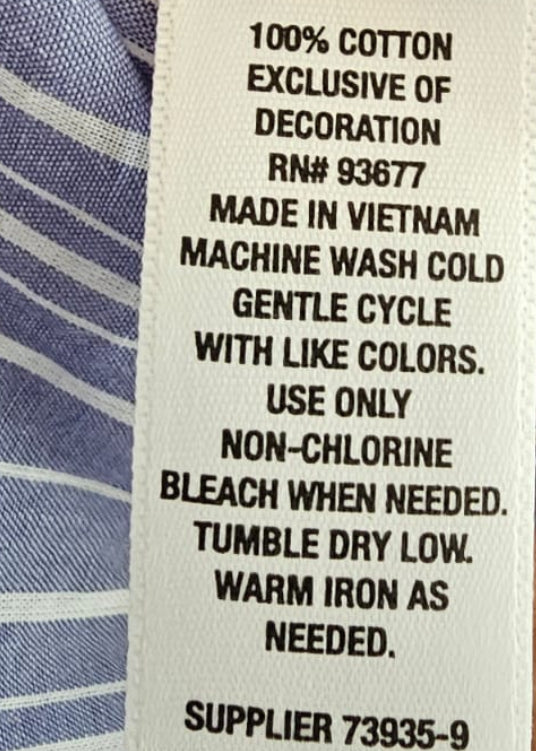 100% COTTON
EXCLUSIVE OF
DECORATION
RN# 93677
MADE IN VIETNAM
MACHINE WASH COLD
GENTLE CYCLE
WITH LIKE COLORS.
USE ONLY
NON-CHLORINE
BLEACH WHEN NEEDED.
TUMBLE DRY LOW.
WARM IRON AS
NEEDED.
SUPPLIER 73935-9